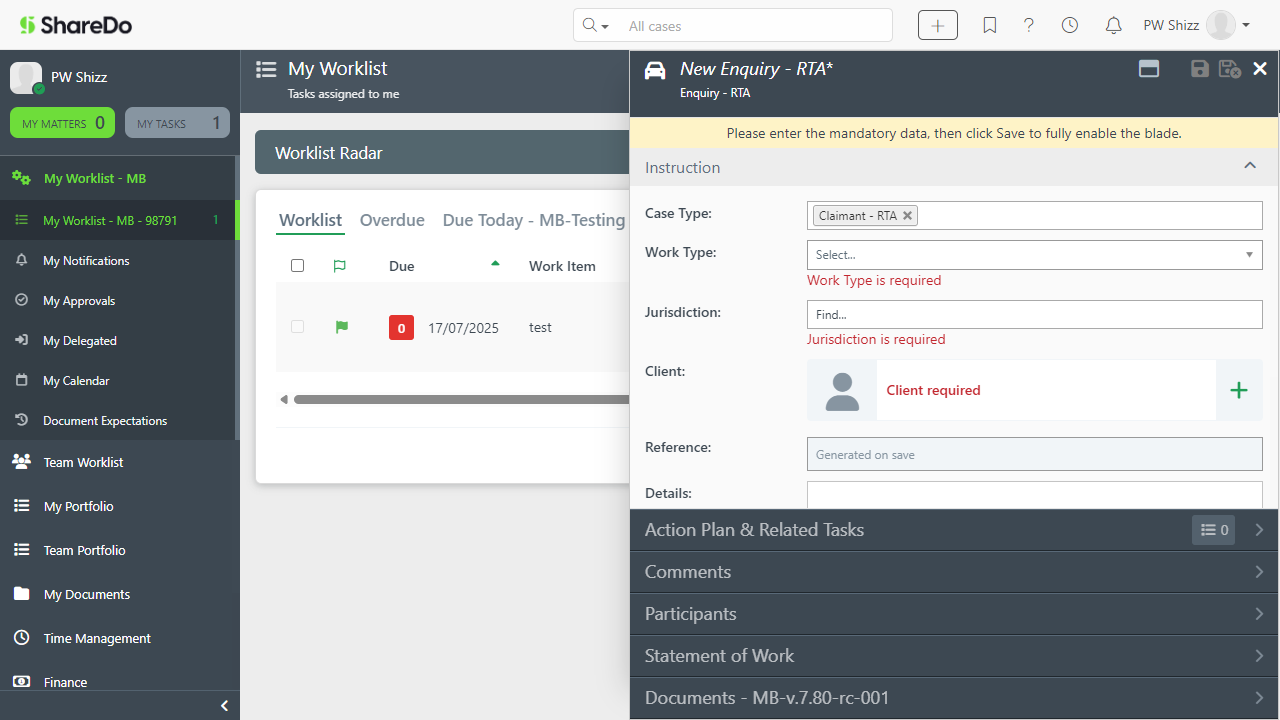 ShareDo
All cases
PW Shizz
PW Shizz
MY MATTERS 0
MY TASKS 1
My Worklist - MB
My Worklist - MB - 98791 1
My Notifications
My Approvals
My Delegated
My Calendar
Document Expectations
Team Worklist
My Portfolio
Team Portfolio
My Documents
Time Management
Finance
My Worklist
Tasks assigned to me
Worklist Radar
Worklist Overdue Due Today - MB-Testing
Due Work Item
0 17/07/2025 test
New Enquiry - RTA*
Enquiry - RTA
Please enter the mandatory data, then click Save to fully enable the blade.
Instruction
Case Type: Claimant - RTA
Work Type: Select...
Work Type is required
Jurisdiction: Find...
Jurisdiction is required
Client: Client required
Reference: Generated on save
Details:
Action Plan & Related Tasks 0
Comments
Participants
Statement of Work
Documents - MB-v.7.80-rc-001